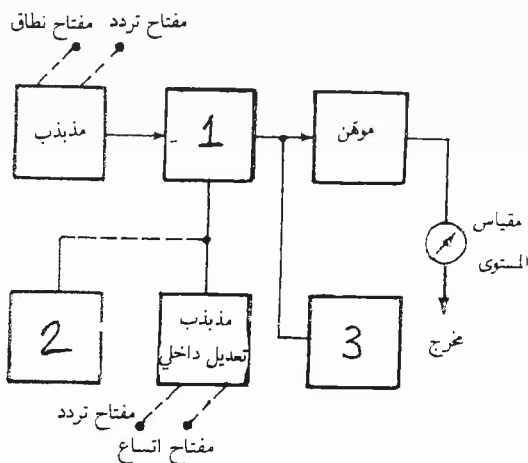 مفتاح نطاق
مفتاح تردد
مذبذب
1
موهن
مقياس
المستوى
مخرج
2
مذبذب
تعديل داخلي
3
مفتاح تردد
مفتاح اتساع